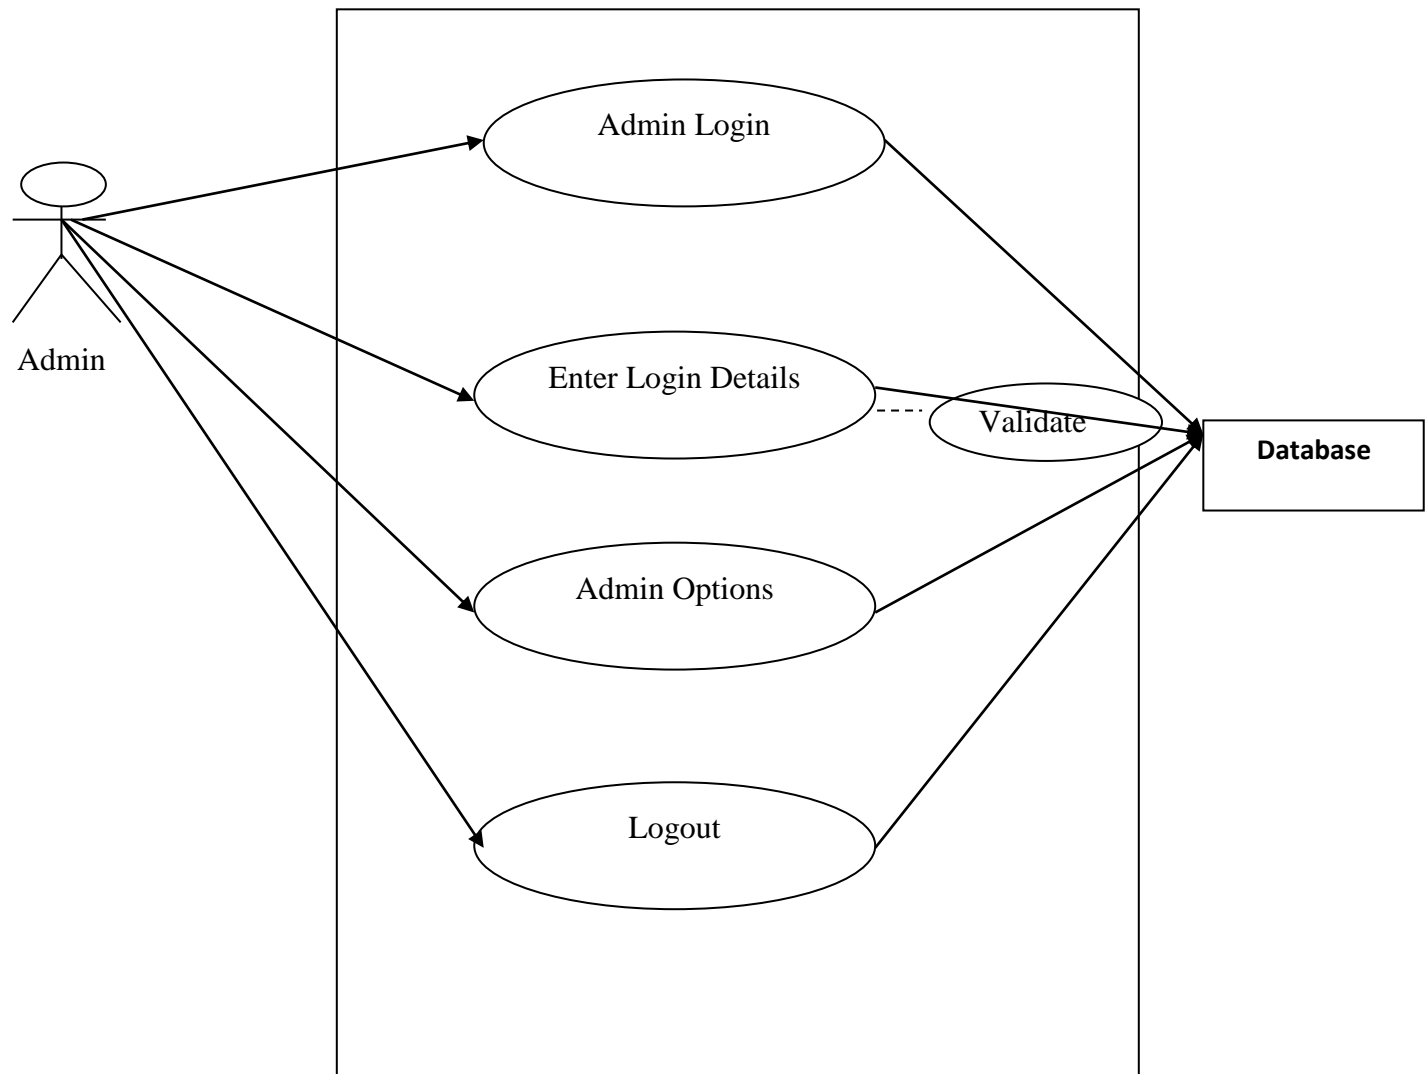 Admin Login
Admin
Enter Login Details
Validate
Database
Admin Options
Logout